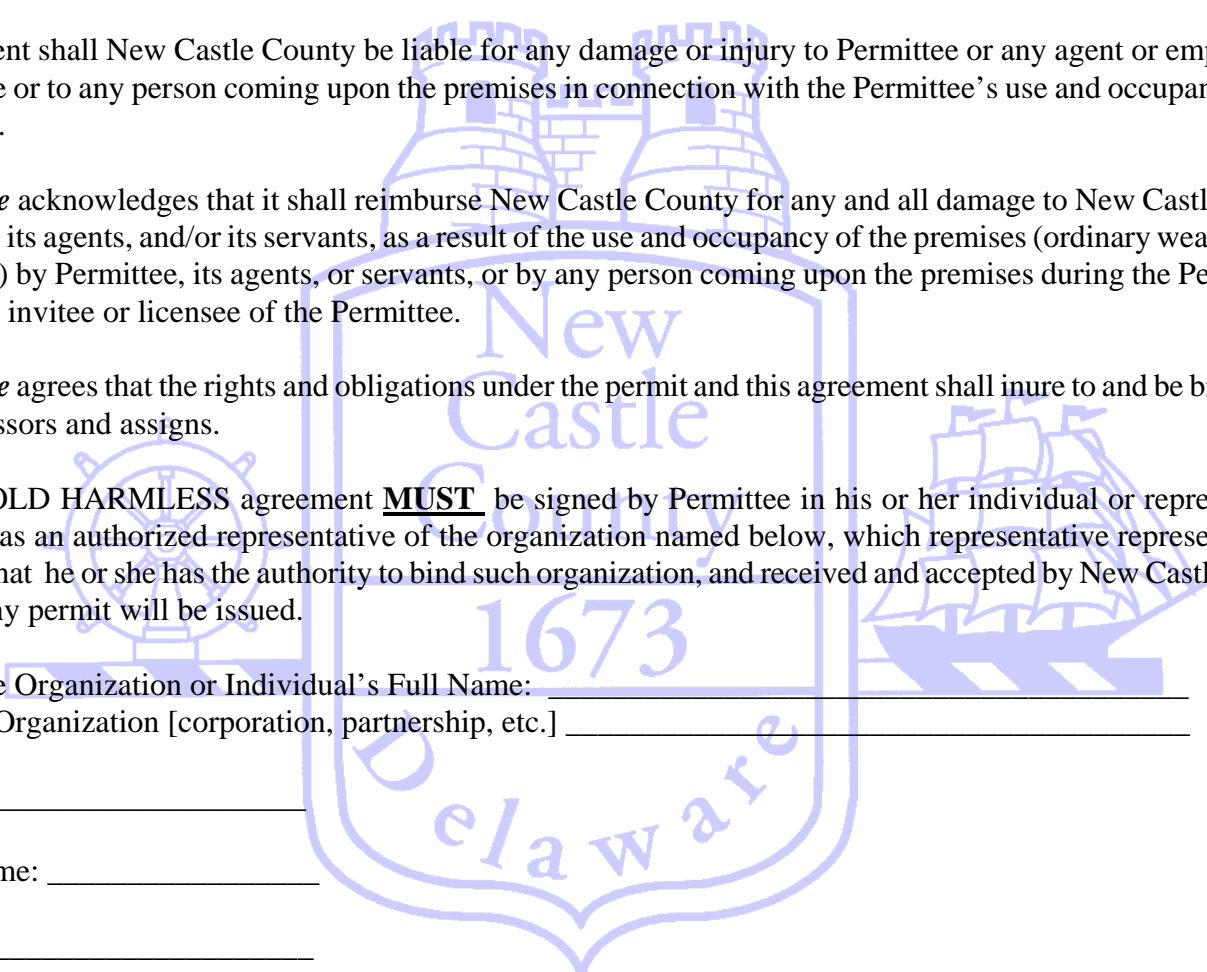 ent shall New Castle County be liable for any damage or injury to Permittee or any agent or emp
e or to any person coming upon the premises in connection with the Permittee’s use and occupan
.
e acknowledges that it shall reimburse New Castle County for any and all damage to New Castl
its agents, and/or its servants, as a result of the use and occupancy of the premises (ordinary wea
) by Permittee, its agents, or servants, or by any person coming upon the premises during the Pe
invitee or licensee of the Permittee.
e agrees that the rights and obligations under the permit and this agreement shall inure to and be bi
ssors and assigns.
OLD HARMLESS agreement MUST be signed by Permittee in his or her individual or repre
as an authorized representative of the organization named below, which representative represe
hat he or she has the authority to bind such organization, and received and accepted by New Castl
ny permit will be issued.
e Organization or Individual’s Full Name: ________________________________________
Organization [corporation, partnership, etc.] _______________________________________
____________________
me: _________________
____________________
New
Castle
County
1673
Delaware